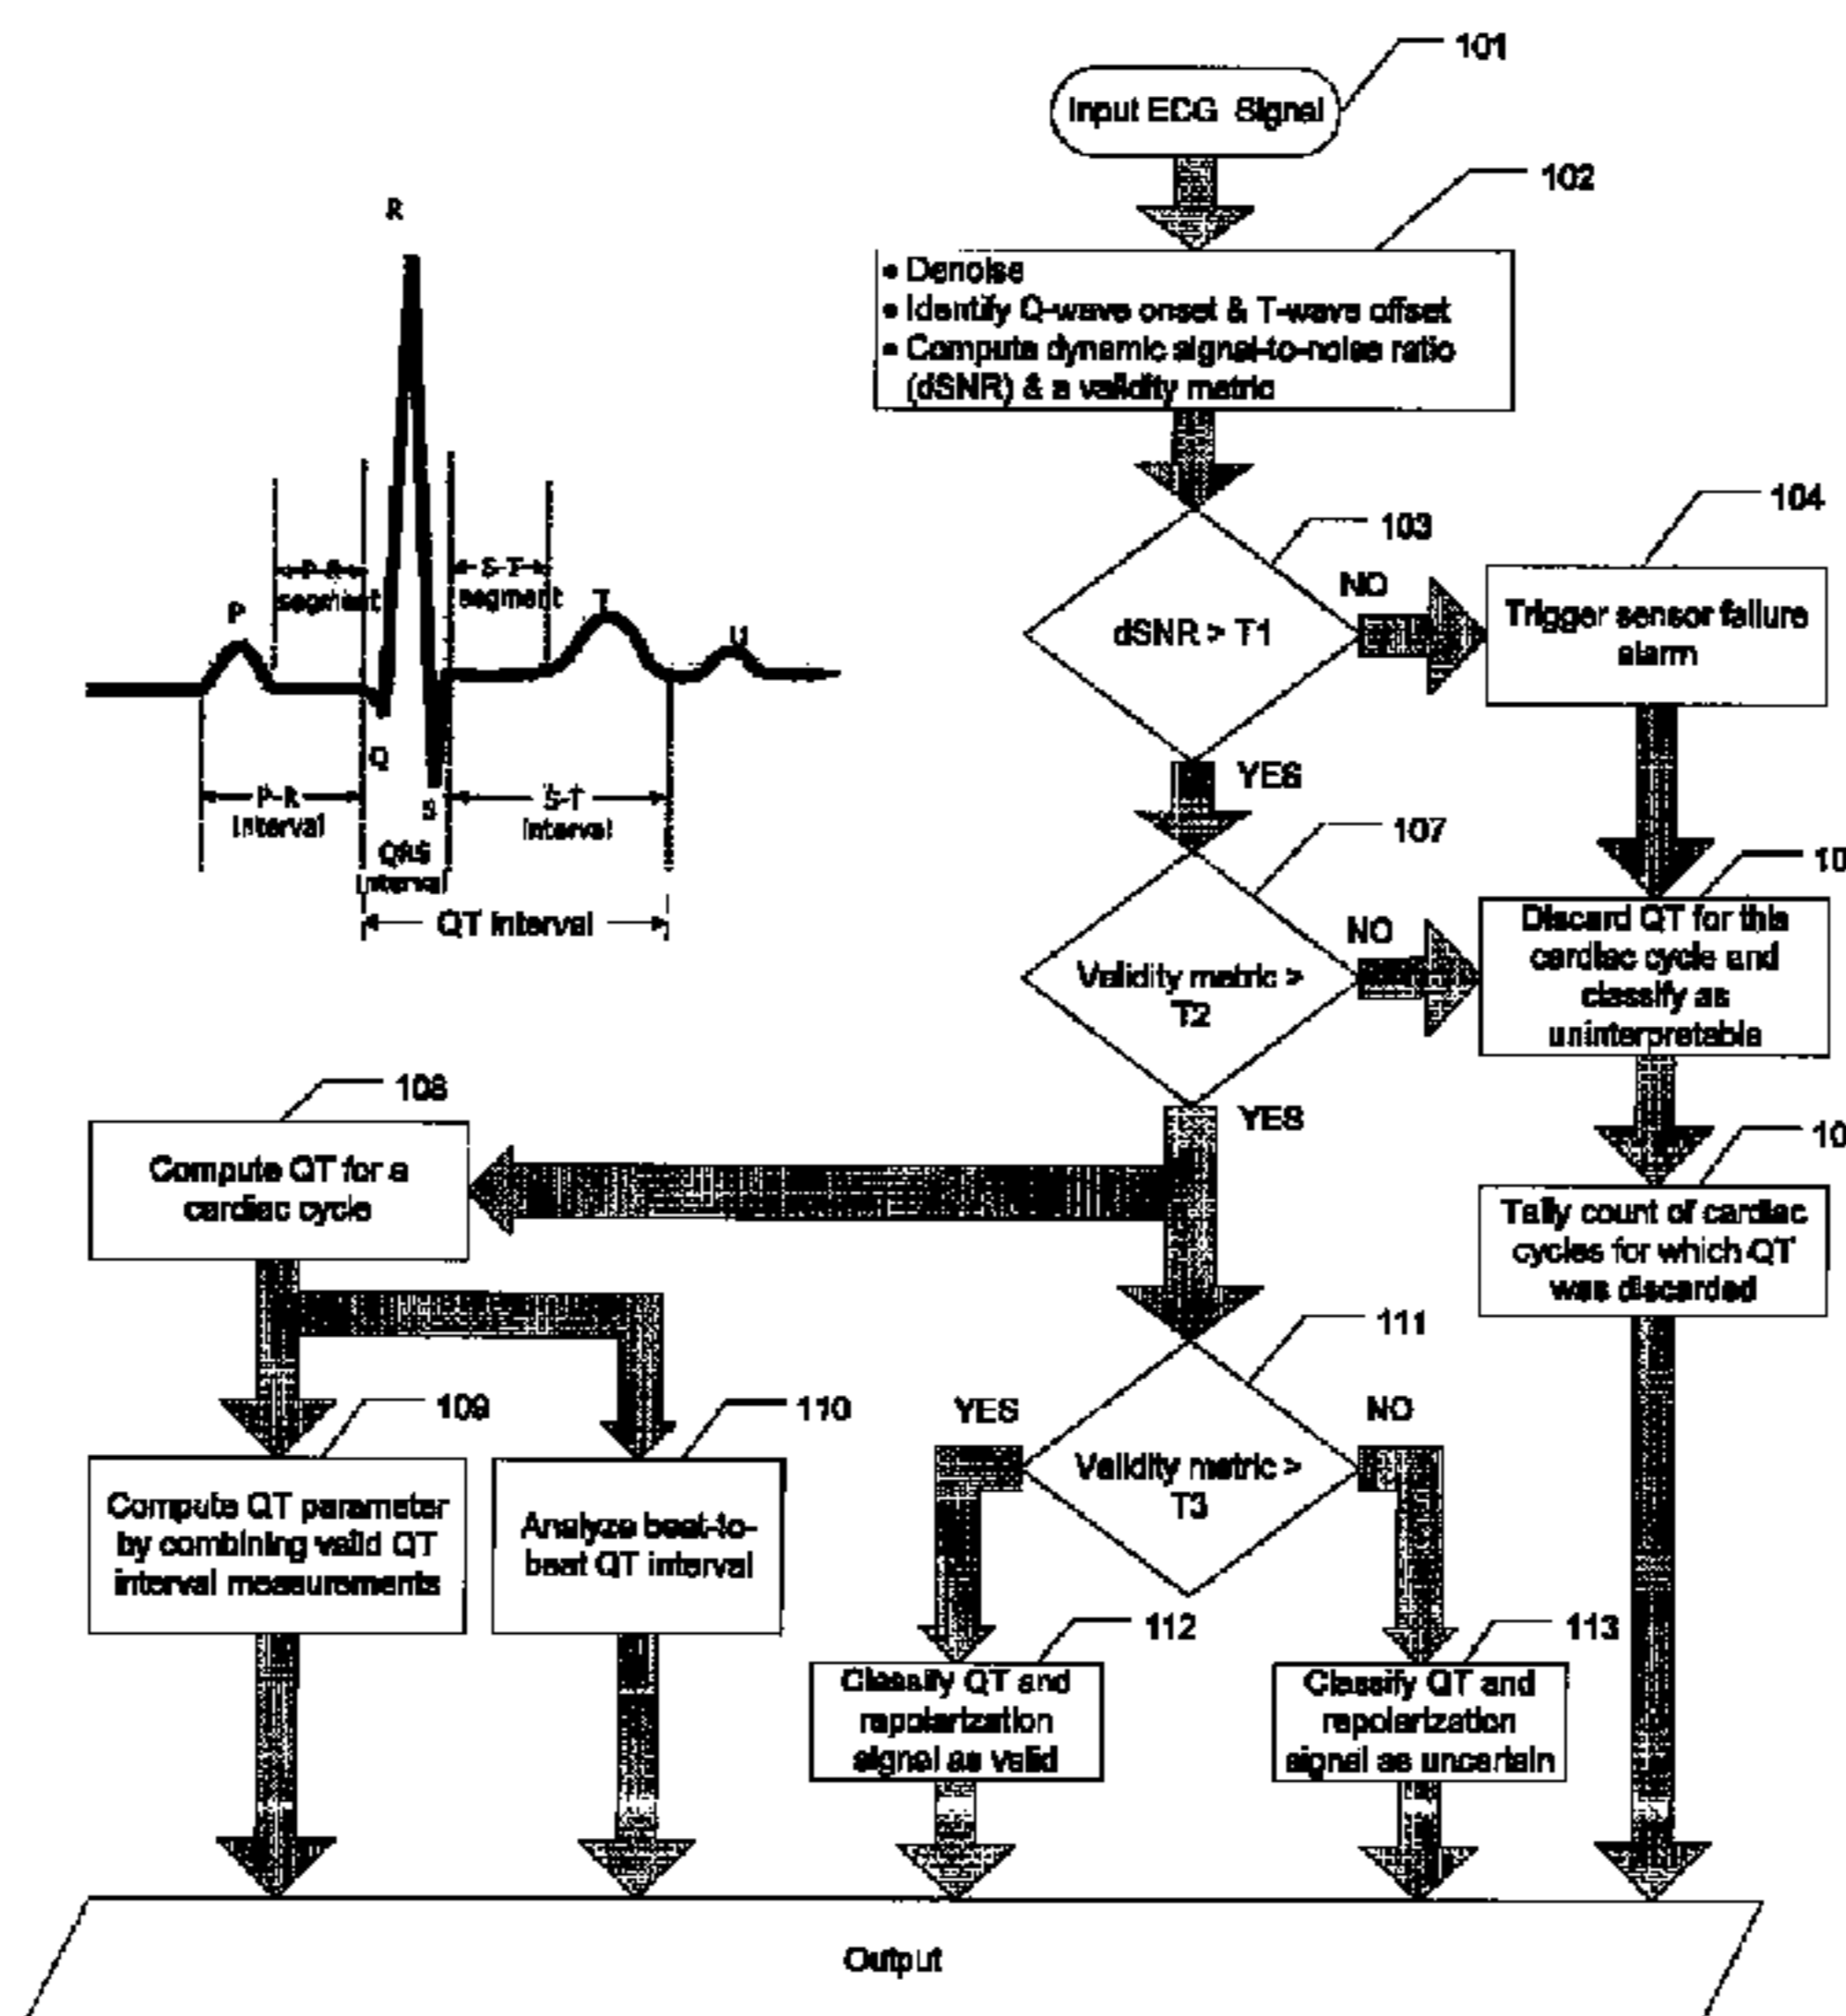 101
Input ECG Signal
102
• Denoise
• Identify Q-wave onset & T-wave offset
• Compute dynamic signal-to-noise ratio
(dSNR) & a validity metric
R
P-R
segment
S-T
segment
P
T
U
Q
S
P-R
interval
S-T
interval
QRS
interval
QT interval
103
dSNR > T1
NO
YES
104
Trigger sensor failure
alarm
107
Validity metric >
T2
NO
YES
10
Discard QT for this
cardiac cycle and
classify as
uninterpretable
10
Tally count of cardiac
cycles for which QT
was discarded
108
Compute QT for a
cardiac cycle
109
Compute QT parameter
by combining valid QT
interval measurements
110
Analyze beat-to-
beat QT interval
111
YES
NO
Validity metric >
T3
112
Classify QT and
repolarization
signal as valid
113
Classify QT and
repolarization
signal as uncertain
Output